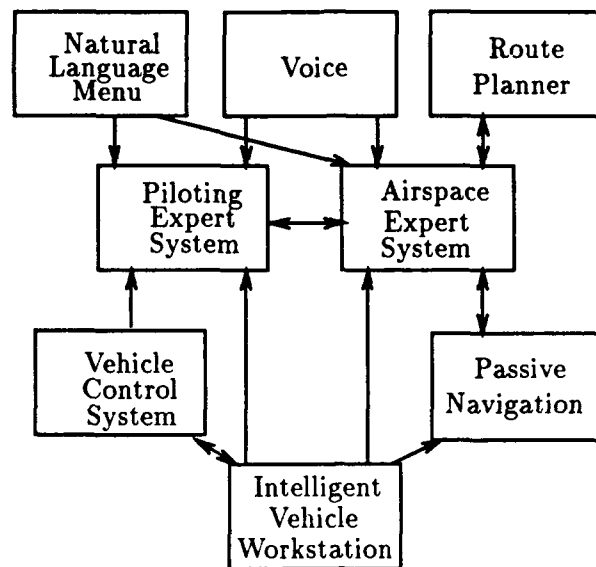 Natural
Language
Menu
Voice
Route
Planner
Piloting
Expert
System
Airspace
Expert
System
Vehicle
Control
System
Passive
Navigation
Intelligent
Vehicle
Workstation